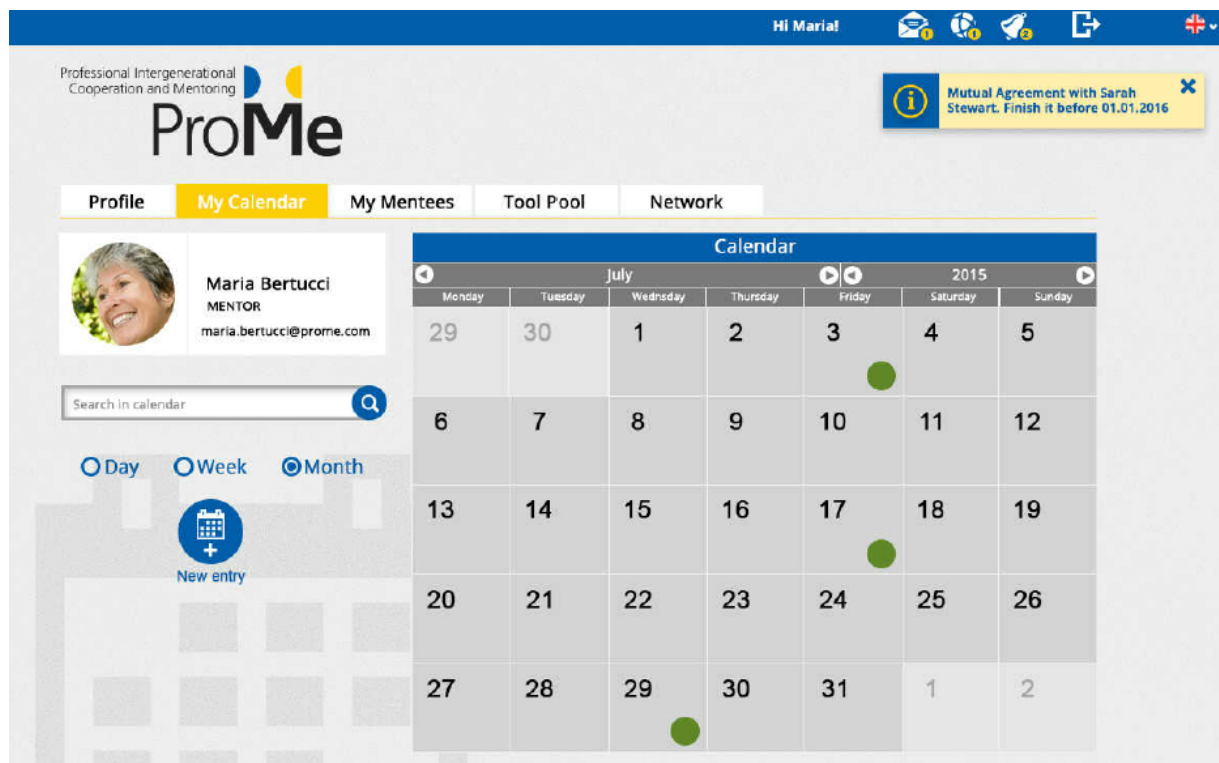 Hi Maria!
1
1
2
Professional Intergenerational
Cooperation and Mentoring
ProMe
i
Mutual Agreement with Sarah
Stewart. Finish it before 01.01.2016
Profile My Calendar My Mentees Tool Pool Network
Maria Bertucci
MENTOR
maria.bertucci@prome.com
Search in calendar
Day Week Month
New entry
Calendar
July 2015
Monday Tuesday Wednsday Thursday Friday Saturday Sunday
29 30 1 2 3 4 5
6 7 8 9 10 11 12
13 14 15 16 17 18 19
20 21 22 23 24 25 26
27 28 29 30 31 1 2